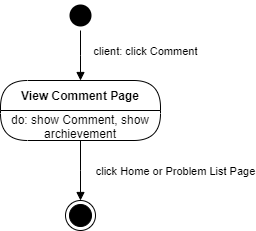 client: click Comment
View Comment Page
do: show Comment, show
archievement
click Home or Problem List Page